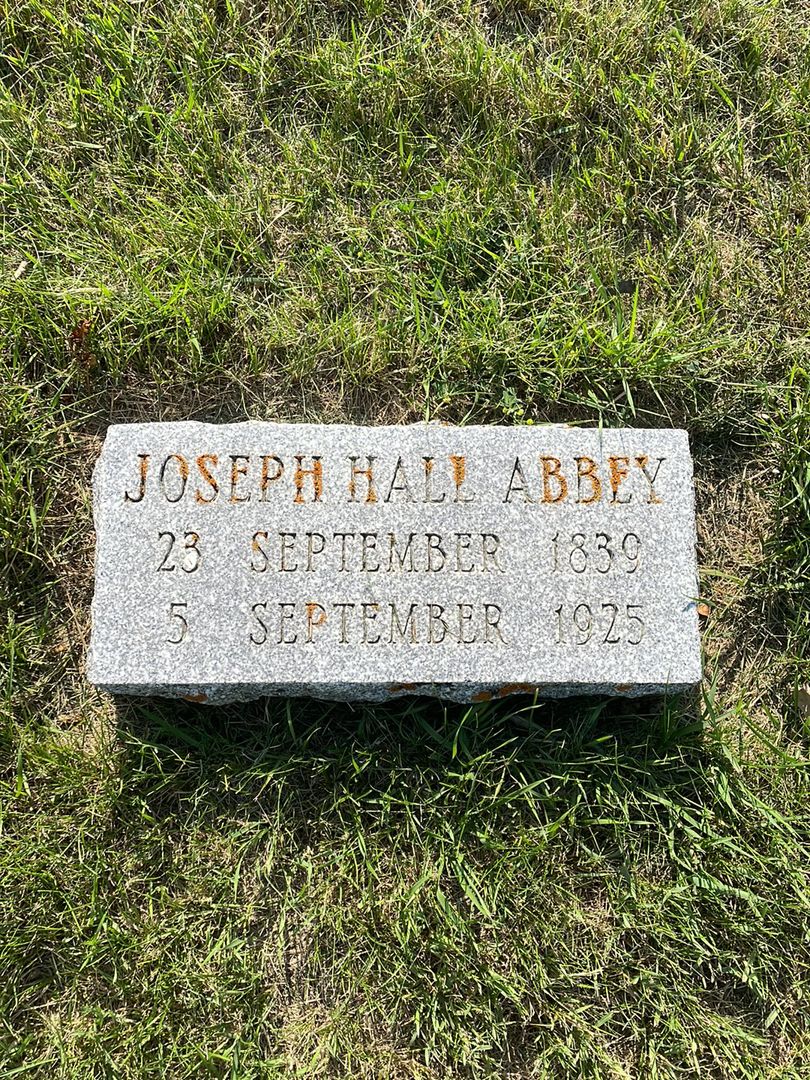 JOSEPH HALL ABBEY
23 SEPTEMBER 1839
5 SEPTEMBER 1925